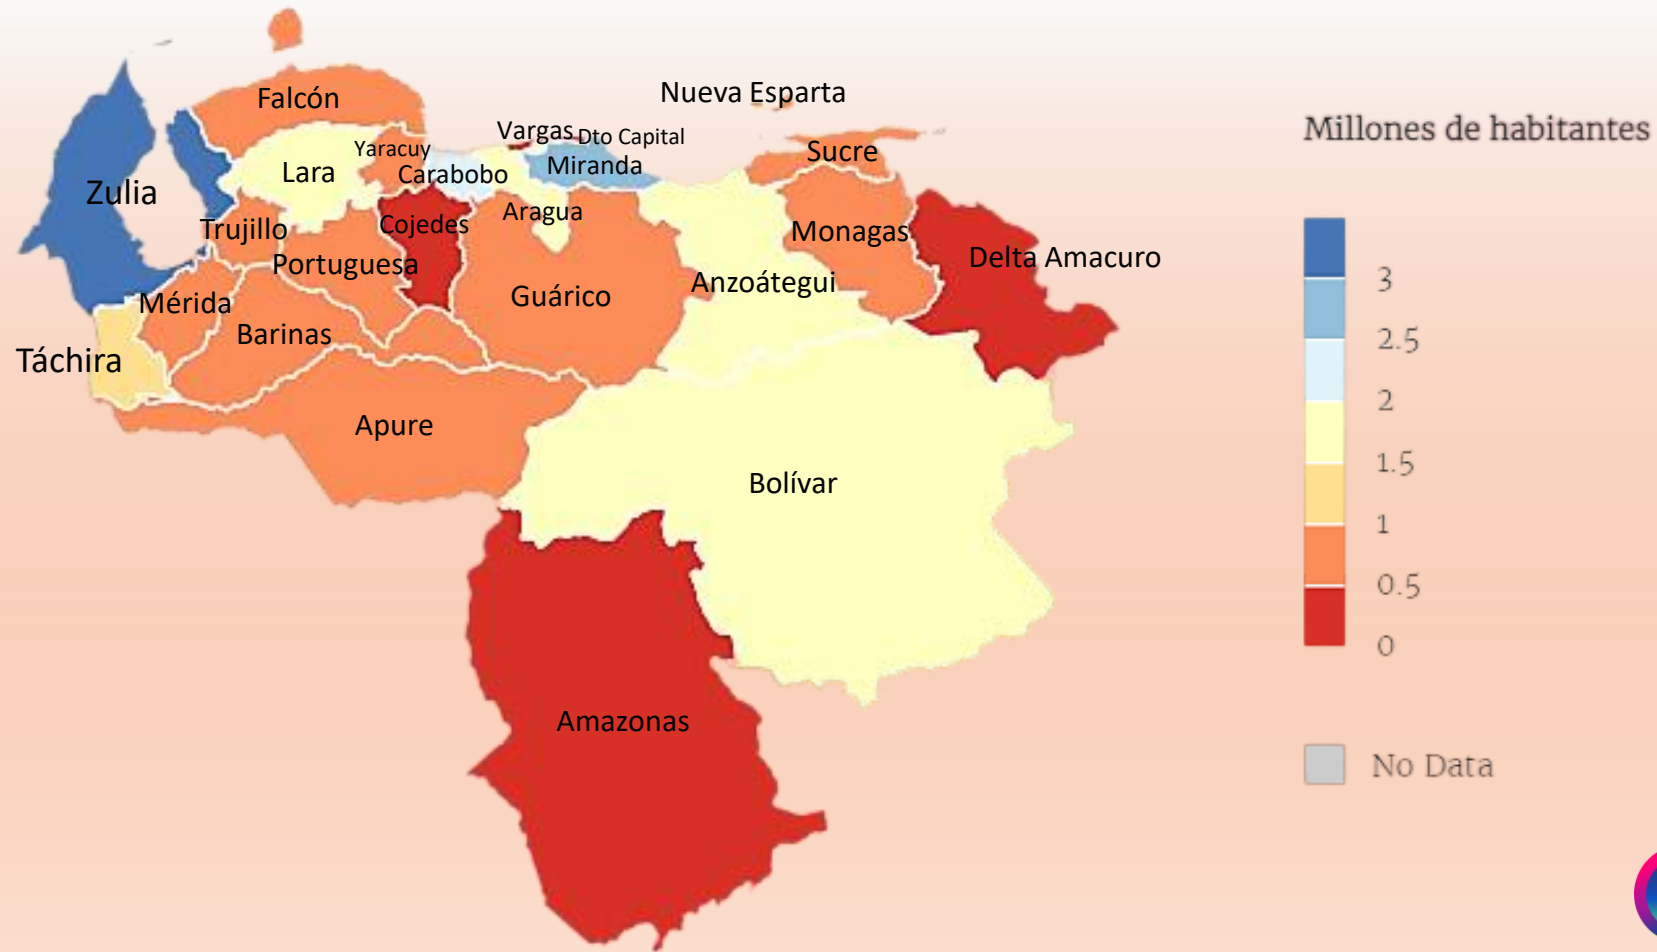 Nueva Esparta
Falcón
Millones de habitantes
Vargas
Dto Capital
Yaracuy
Sucre
Lara
Carabobo
Miranda
Zulia
Aragua
Trujillo
Cojedes
Monagas
Portuguesa
Delta Amacuro
Anzoátegui
Guárico
Mérida
Barinas
Táchira
Apure
Bolívar
Amazonas
3
2.5
2
1.5
1
0.5
0
No Data